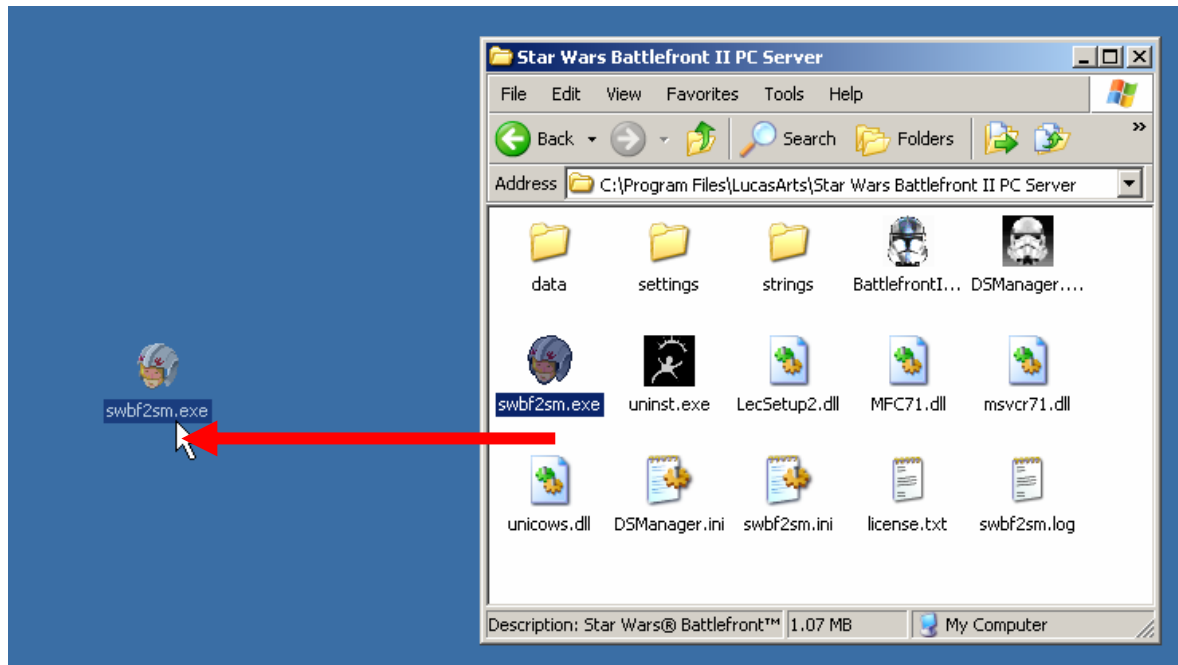 Star Wars Battlefront II PC Server
File Edit View Favorites Tools Help
Back Search Folders »
Address C:\Program Files\LucasArts\Star Wars Battlefront II PC Server
data settings strings BattlefrontI... DSManager....
swbf2sm.exe
swbf2sm.exe uninst.exe LecSetup2.dll MFC71.dll msvcr71.dll
unicows.dll DSManager.ini swbf2sm.ini license.txt swbf2sm.log
Description: Star Wars® Battlefront™ 1.07 MB My Computer